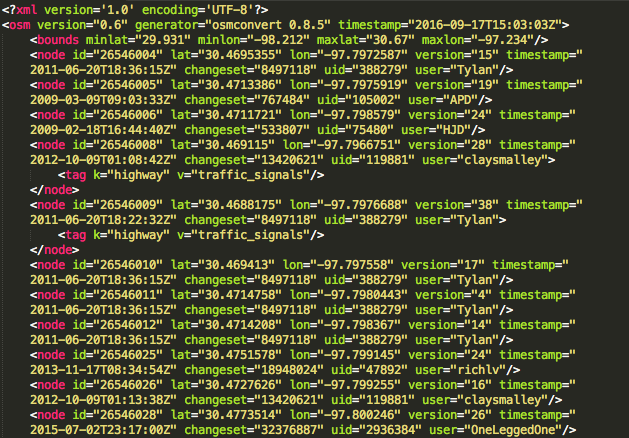 <?xml version='1.0' encoding='UTF-8'?>
<osm version="0.6" generator="osmconvert 0.8.5" timestamp="2016-09-17T15:03:03Z">
<bounds minlat="29.931" minlon="-98.212" maxlat="30.67" maxlon="-97.234"/>
<node id="26546004" lat="30.4695355" lon="-97.7972587" version="15" timestamp="
2011-06-20T18:36:15Z" changeset="8497118" uid="388279" user="Tylan"/>
<node id="26546005" lat="30.4713386" lon="-97.7975919" version="19" timestamp="
2009-03-09T09:03:33Z" changeset="767484" uid="105002" user="APD"/>
<node id="26546006" lat="30.4711721" lon="-97.798579" version="24" timestamp="
2009-02-18T16:44:40Z" changeset="533807" uid="75480" user="HJD"/>
<node id="26546008" lat="30.469115" lon="-97.7966751" version="28" timestamp="
2012-10-09T01:08:42Z" changeset="13420621" uid="119881" user="claysmalley">
<tag k="highway" v="traffic_signals"/>
</node>
<node id="26546009" lat="30.4688175" lon="-97.7976688" version="38" timestamp="
2011-06-20T18:22:32Z" changeset="8497118" uid="388279" user="Tylan">
<tag k="highway" v="traffic_signals"/>
</node>
<node id="26546010" lat="30.469413" lon="-97.797558" version="17" timestamp="
2011-06-20T18:36:15Z" changeset="8497118" uid="388279" user="Tylan"/>
<node id="26546011" lat="30.4714758" lon="-97.7980443" version="4" timestamp="
2011-06-20T18:36:15Z" changeset="8497118" uid="388279" user="Tylan"/>
<node id="26546012" lat="30.4714208" lon="-97.798367" version="14" timestamp="
2011-06-20T18:36:15Z" changeset="8497118" uid="388279" user="Tylan"/>
<node id="26546025" lat="30.4751578" lon="-97.799145" version="24" timestamp="
2013-11-17T08:34:54Z" changeset="18948024" uid="47892" user="richlv"/>
<node id="26546026" lat="30.4727626" lon="-97.799255" version="16" timestamp="
2012-10-09T01:13:38Z" changeset="13420621" uid="119881" user="claysmalley"/>
<node id="26546028" lat="30.4773514" lon="-97.800246" version="26" timestamp="
2015-07-02T23:17:00Z" changeset="32376887" uid="2936384" user="OneLeggedOne"/>